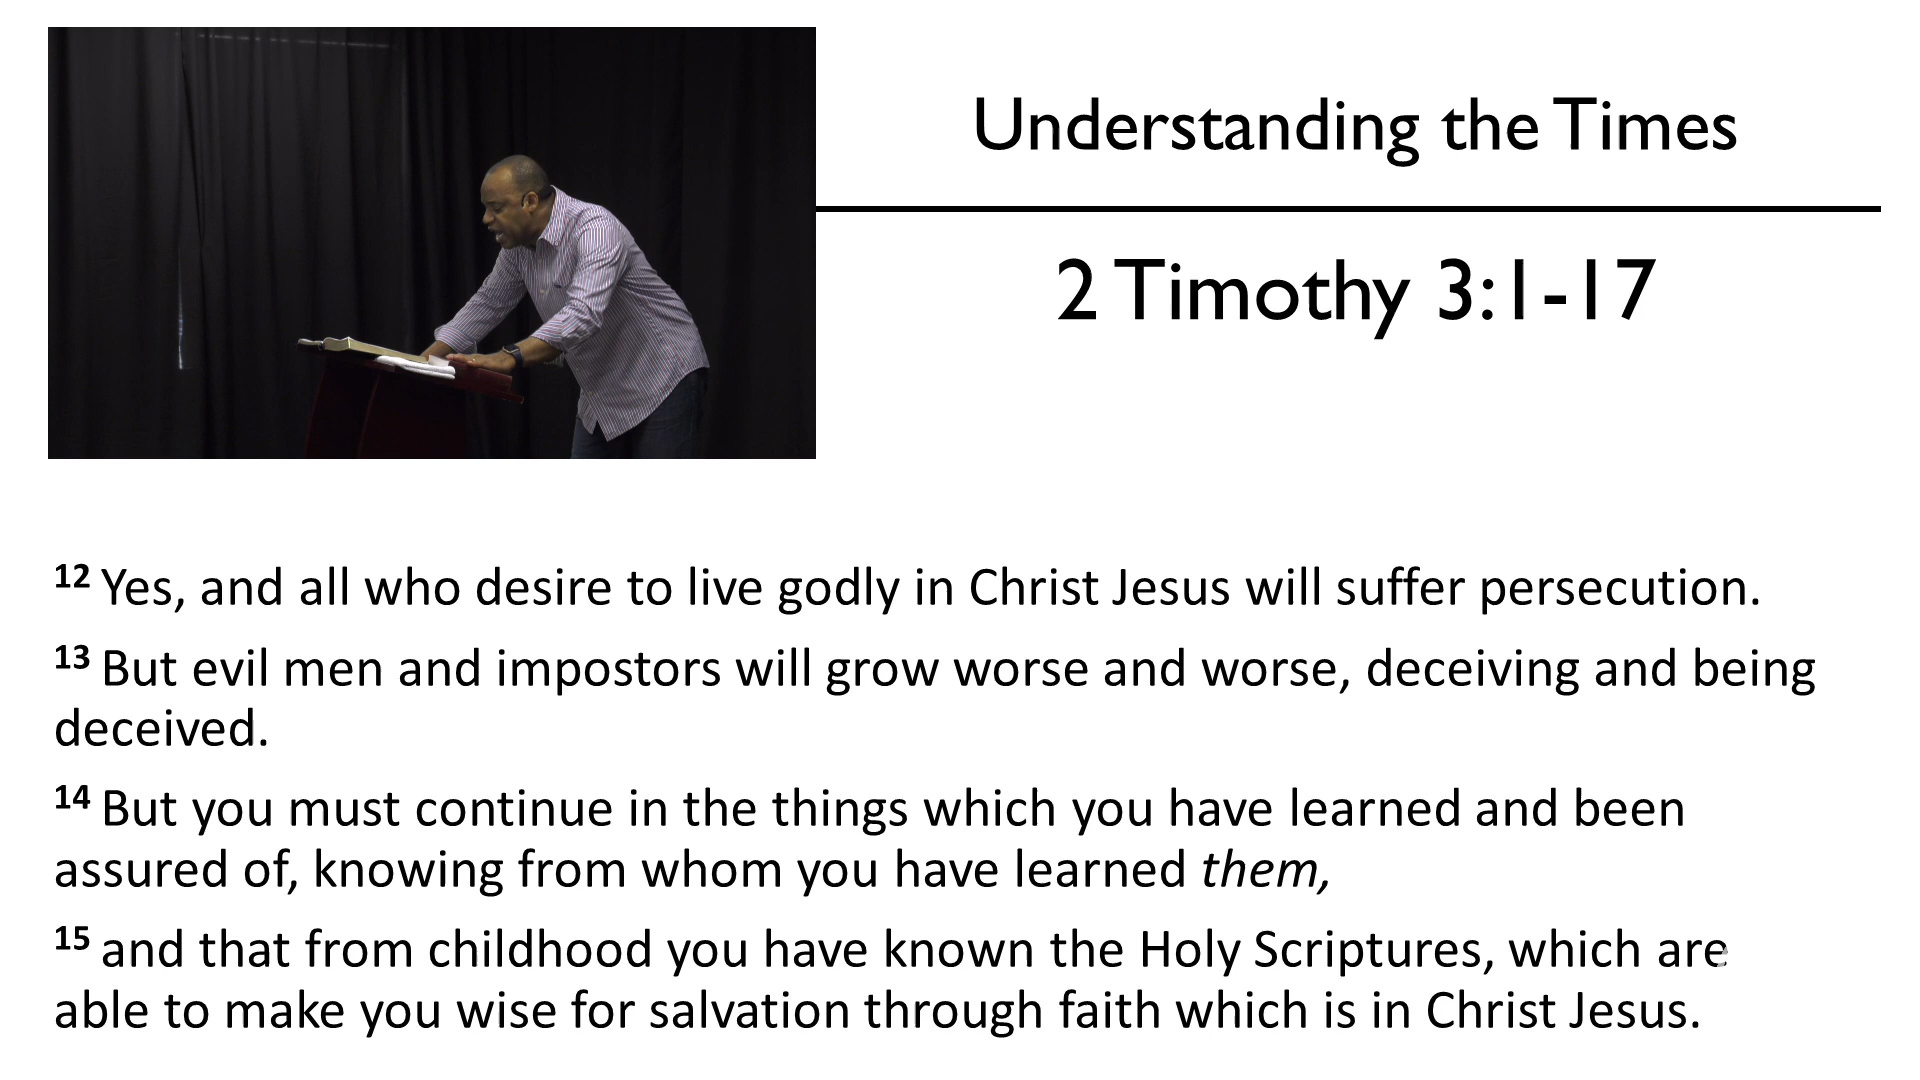 Understanding the Times
2 Timothy 3:1-17
12 Yes, and all who desire to live godly in Christ Jesus will suffer persecution.
13 But evil men and impostors will grow worse and worse, deceiving and being
deceived.
14 But you must continue in the things which you have learned and been
assured of, knowing from whom you have learned them,
15 and that from childhood you have known the Holy Scriptures, which are
able to make you wise for salvation through faith which is in Christ Jesus.